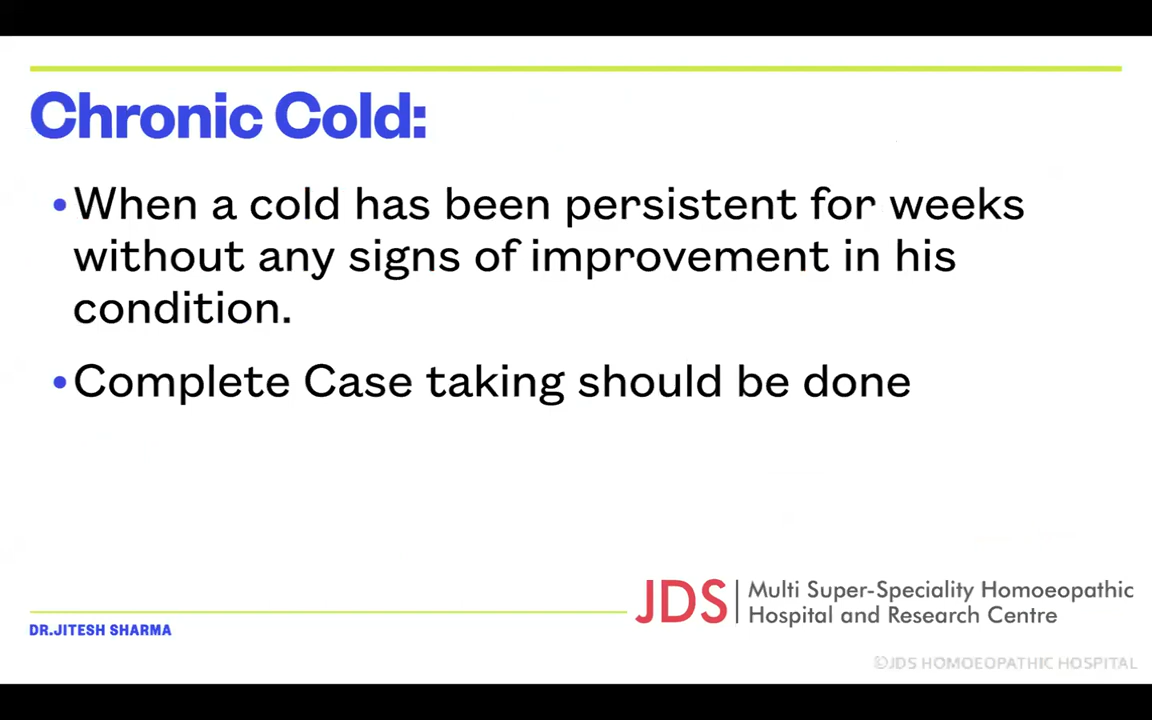 Chronic Cold:
•When a cold has been persistent for weeks
without any signs of improvement in his
condition.
•Complete Case taking should be done
JDS | Multi Super-Speciality Homoeopathic
Hospital and Research Centre
DR.JITESH SHARMA
©JDS HOMOEOPATHIC HOSPITAL